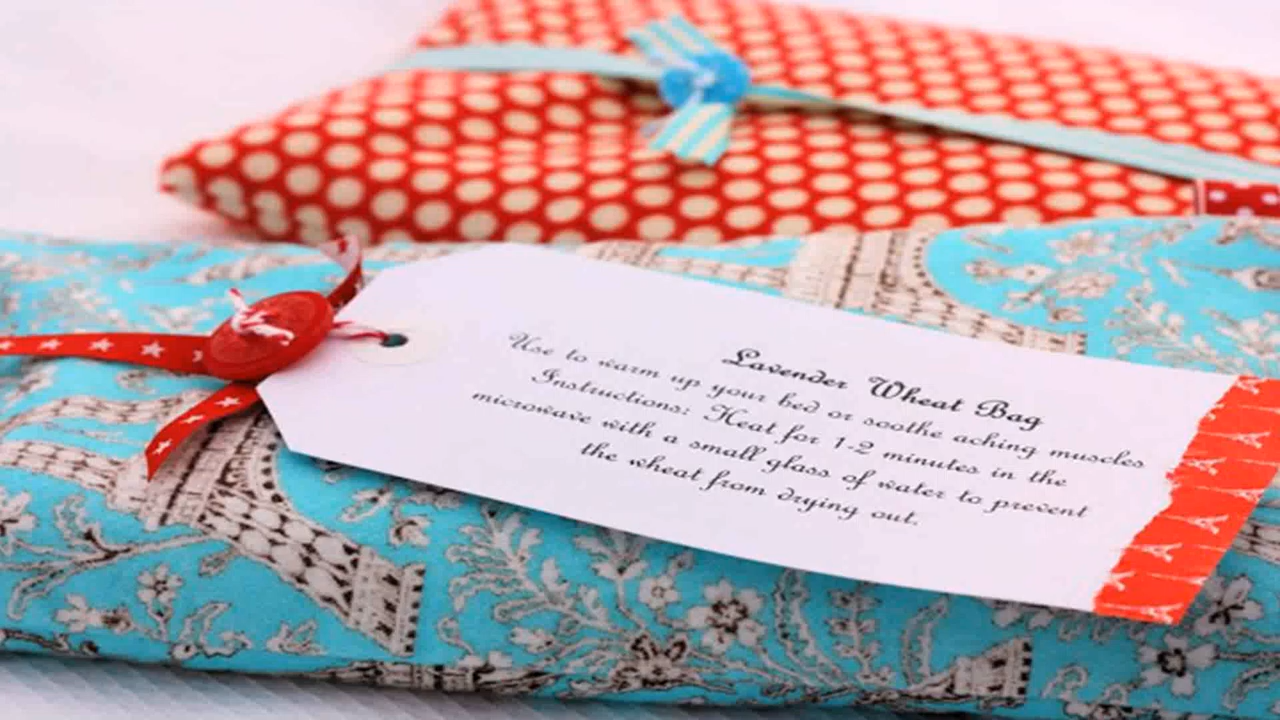 Lavender Wheat Bag
Use to warm up your bed or soothe aching muscles
Instructions: Heat for 1-2 minutes in the
microwave with a small glass of water to prevent
the wheat from drying out.